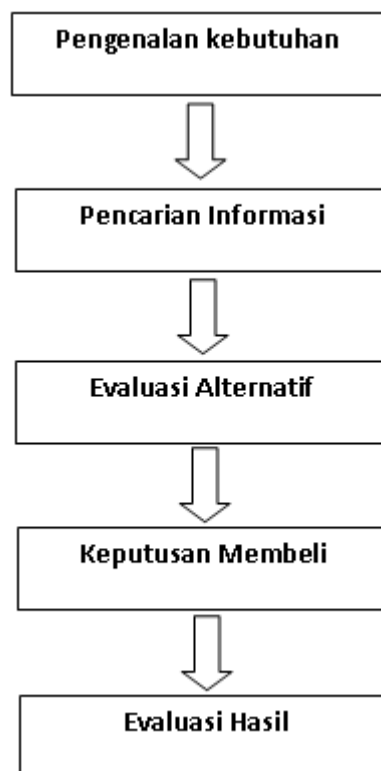 Pengenalan kebutuhan
Pencarian Informasi
Evaluasi Alternatif
Keputusan Membeli
Evaluasi Hasil